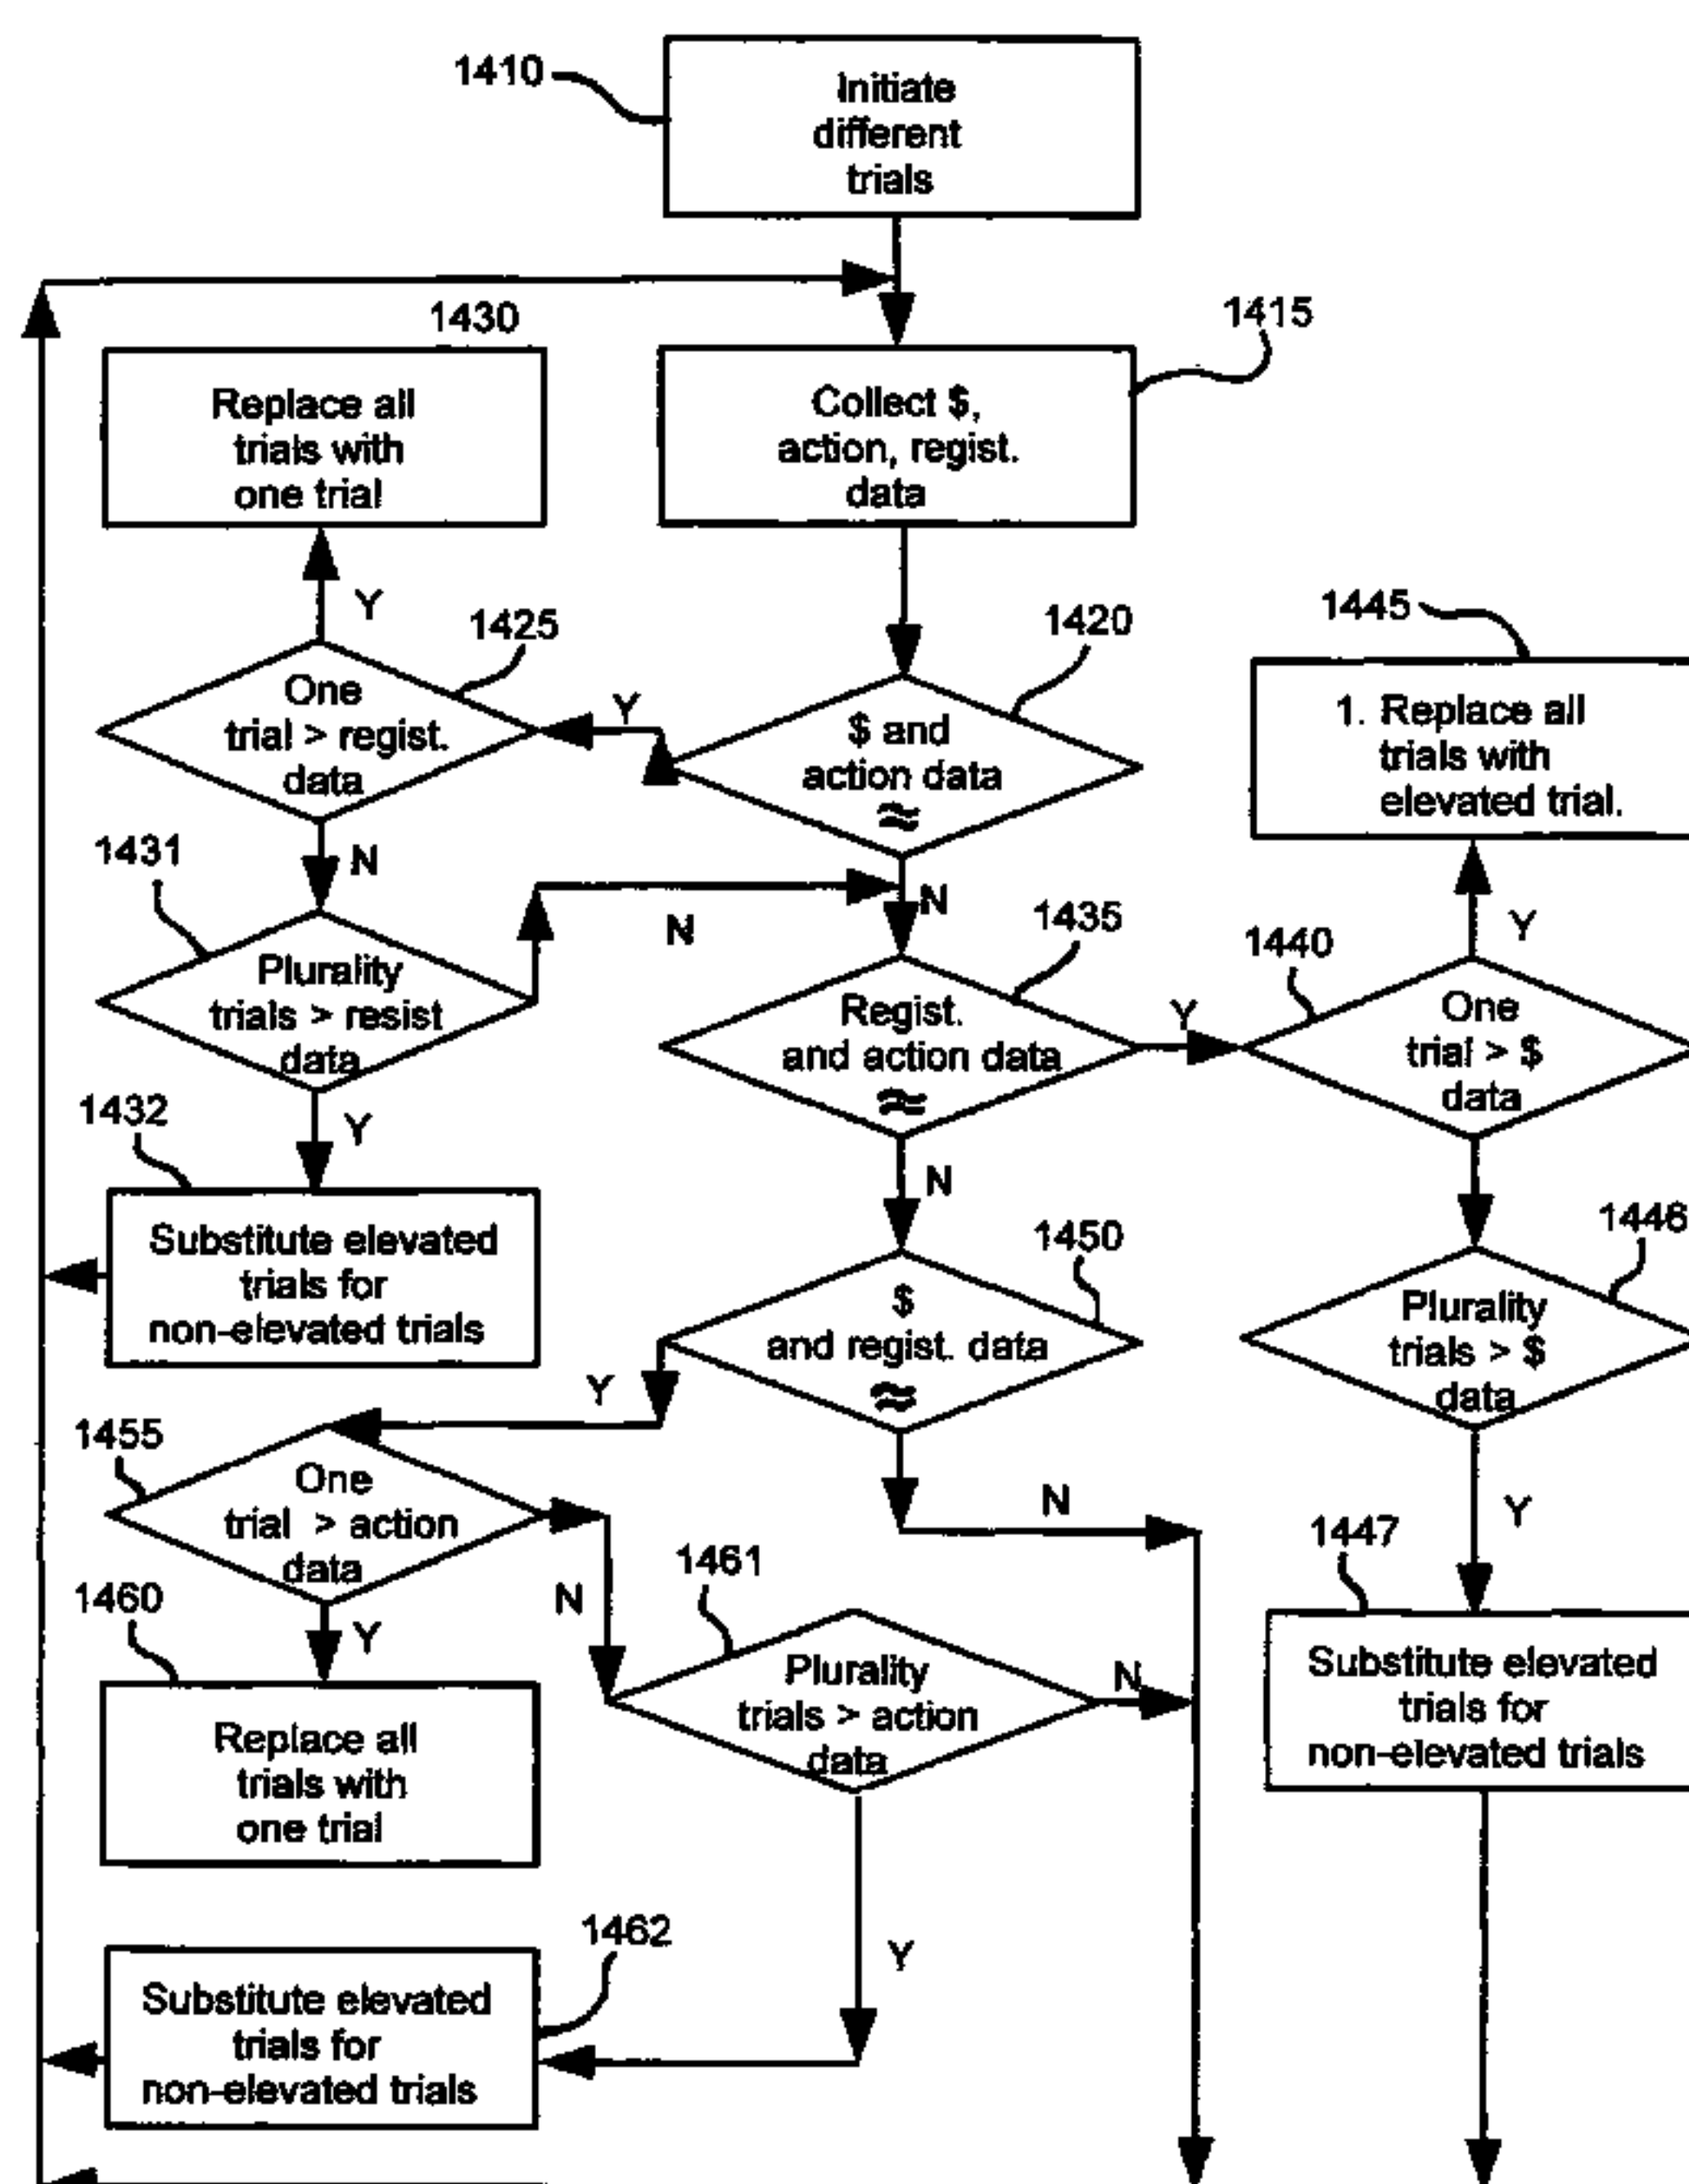 1410
Initiate
different
trials
1430
1415
Replace all
trials with
one trial
Collect $,
action, regist.
data
Y
1425
1420
1445
One
trial > regist.
data
Y
$ and
action data
≈
1. Replace all
trials with
elevated trial.
N
1431
N
N
1435
1440
Y
Plurality
trials > resist
data
Regist.
and action data
≈
Y
One
trial > $
data
1432
Y
N
Substitute elevated
trials for
non-elevated trials
1450
1446
$
and regist. data
≈
Plurality
trials > $
data
Y
1455
One
trial > action
data
N
Y
1447
1460
Y
N
1461
Plurality
trials > action
data
N
Substitute elevated
trials for
non-elevated trials
Replace all
trials with
one trial
1462
Y
Substitute elevated
trials for
non-elevated trials